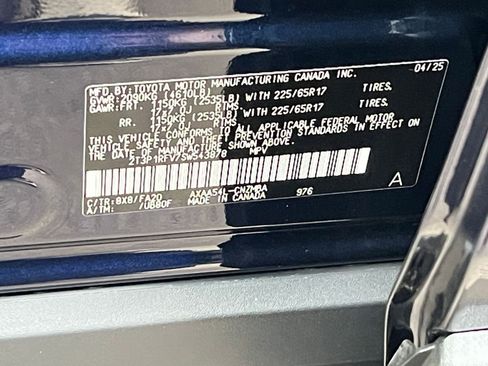 MFD.BY: TOYOTA MOTOR MANUFACTURING CANADA INC. 04/25
GVWR:2090KG (4610LB)
GAWR:FRT. 1150KG (2535LB) WITH 225/65R17 TIRES.
17X7.0J RIMS
RR. 1150KG (2535LB) WITH 225/65R17 TIRES.
17X7.0J RIMS
THIS VEHICLE CONFORMS TO ALL APPLICABLE FEDERAL MOTOR
VEHICLE SAFETY, BUMPER, AND THEFT PREVENTION STANDARDS IN EFFECT ON
THE DATE OF MANUFACTURE SHOWN ABOVE.
2T3P1RFV7SW543878 MPV
C/TR:8X8/FA20 AXAA54L-CNZMBA 976 A
A/TM: /UB80F MADE IN CANADA